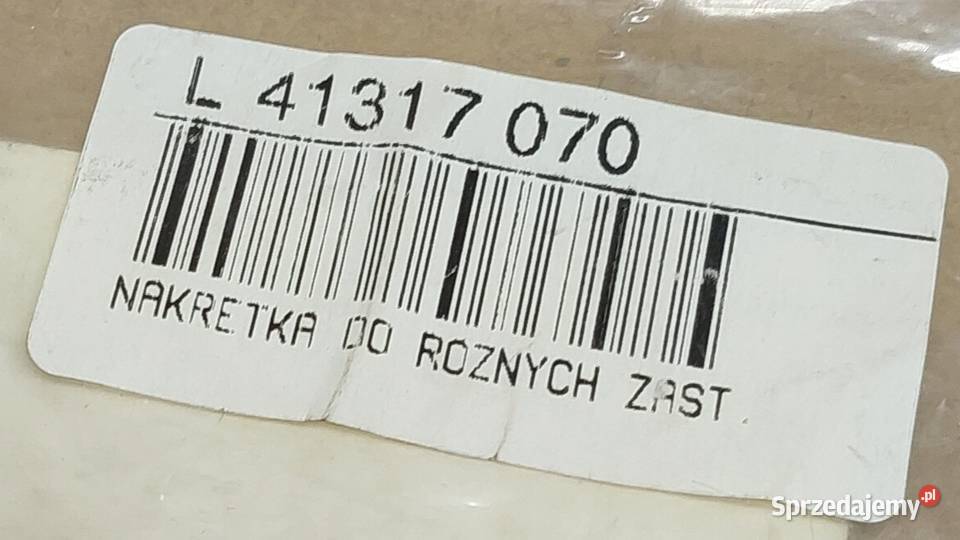 L 41317 070
NAKRETKA DO ROZNYCH ZAST.
Sprzedajemy.pl